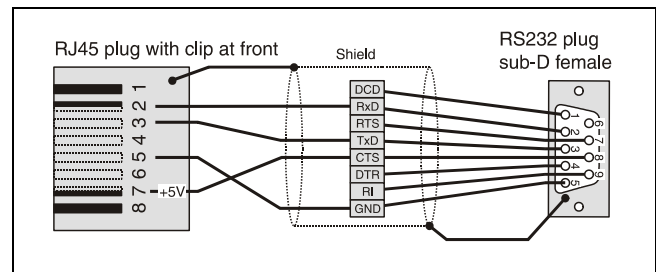 RJ45 plug with clip at front
Shield
RS232 plug
sub-D female
1
2
3
4
5
6
7 +5V
8
DCD
RxD
RTS
TxD
CTS
DTR
RI
GND
1
6
2
7
3
8
4
9
5